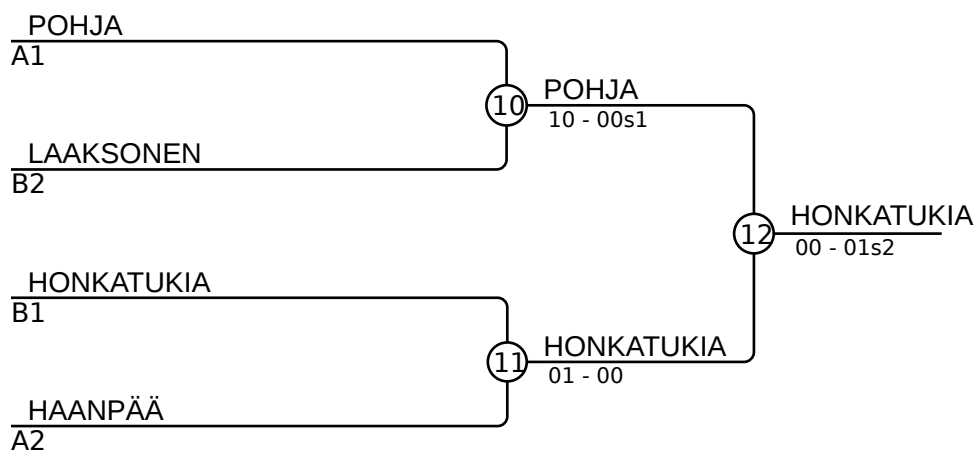 POHJA
A1
10
POHJA
10 - 00s1
LAAKSONEN
B2
12
HONKATUKIA
00 - 01s2
HONKATUKIA
B1
11
HONKATUKIA
01 - 00
HAANPÄÄ
A2